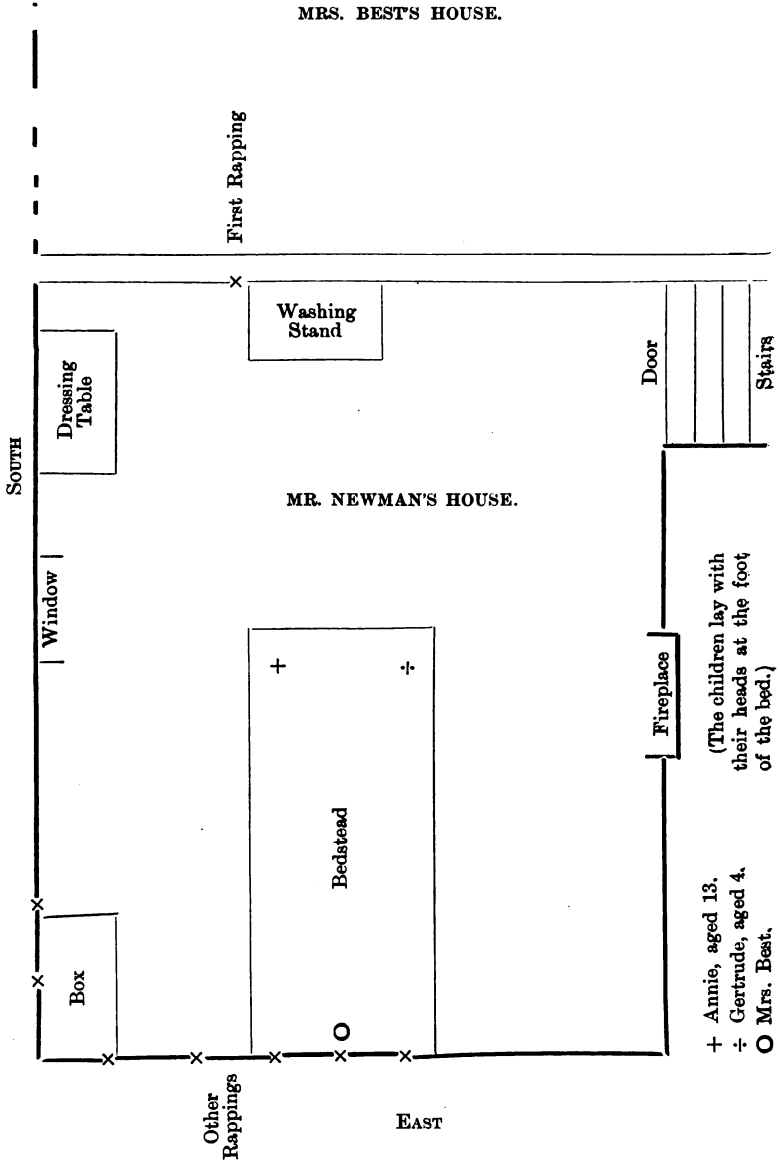 MRS. BEST'S HOUSE.
First Rapping
Washing
Stand
Dressing
Table
SOUTH
Door
Stairs
MR. NEWMAN'S HOUSE.
Window
Fireplace
(The children lay with
their heads at the foot
of the bed.)
Bedstead
Box
+ Annie, aged 13.
÷ Gertrude, aged 4.
O Mrs. Best.
Other
Rappings
EAST